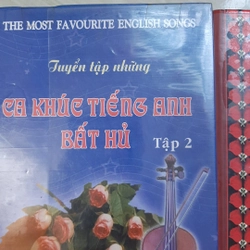 THE MOST FAVOURITE ENGLISH SONGS
Tuyển tập những
CA KHÚC TIẾNG ANH
BẤT HỦ
Tập 2